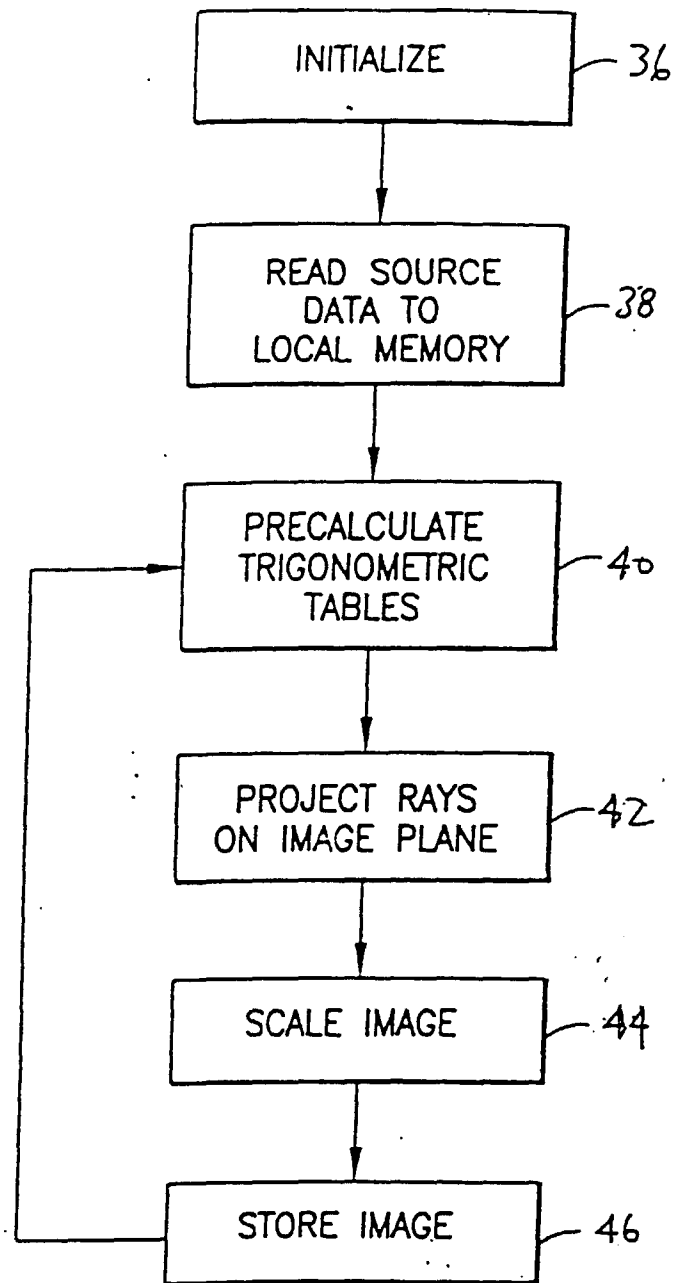 INITIALIZE
36
READ SOURCE
DATA TO
LOCAL MEMORY
38
PRECALCULATE
TRIGONOMETRIC
TABLES
40
PROJECT RAYS
ON IMAGE PLANE
42
SCALE IMAGE
44
STORE IMAGE
46